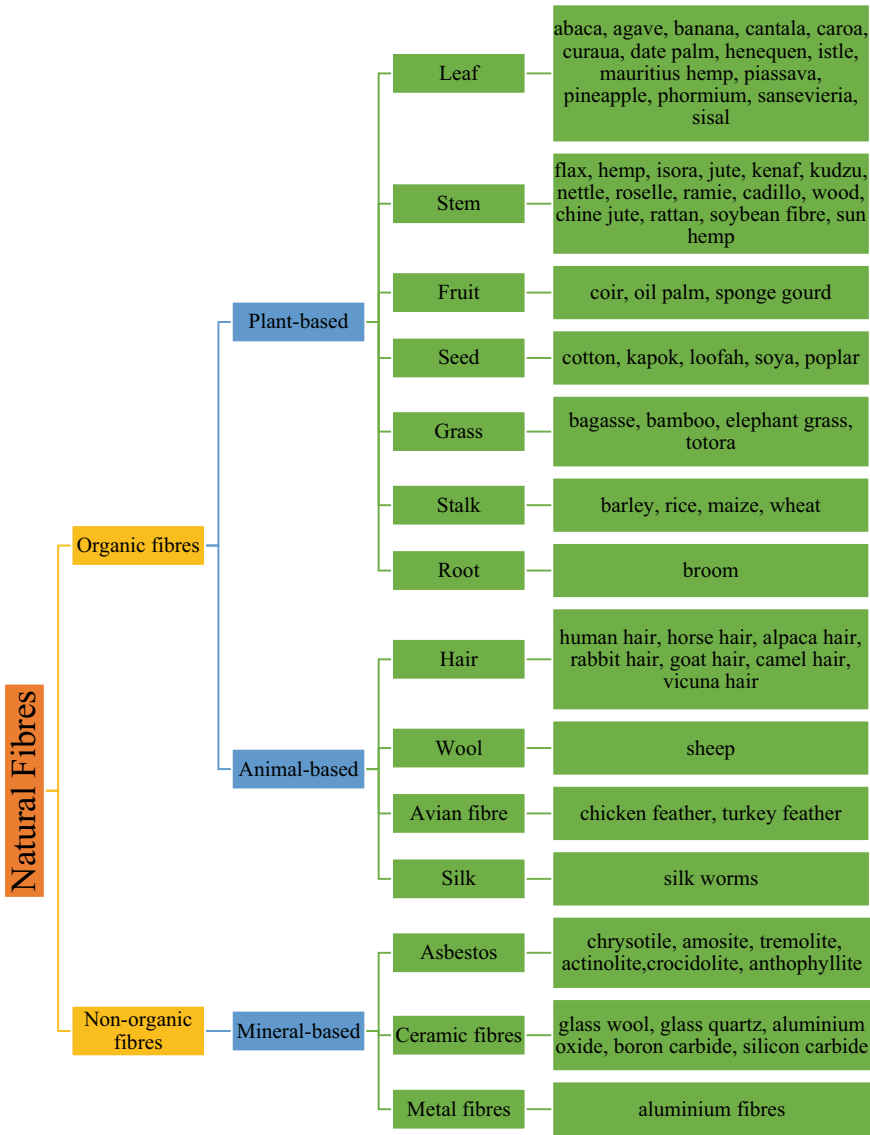 Natural Fibres
Organic fibres
Plant-based
Leaf
abaca, agave, banana, cantala, caroa,
curaua, date palm, henequen, istle,
mauritius hemp, piassava,
pineapple, phormium, sansevieria,
sisal
Stem
flax, hemp, isora, jute, kenaf, kudzu,
nettle, roselle, ramie, cadillo, wood,
chine jute, rattan, soybean fibre, sun
hemp
Fruit
coir, oil palm, sponge gourd
Seed
cotton, kapok, loofah, soya, poplar
Grass
bagasse, bamboo, elephant grass,
totora
Stalk
barley, rice, maize, wheat
Root
broom
Animal-based
Hair
human hair, horse hair, alpaca hair,
rabbit hair, goat hair, camel hair,
vicuna hair
Wool
sheep
Avian fibre
chicken feather, turkey feather
Silk
silk worms
Non-organic
fibres
Mineral-based
Asbestos
chrysotile, amosite, tremolite,
actinolite,crocidolite, anthophyllite
Ceramic fibres
glass wool, glass quartz, aluminium
oxide, boron carbide, silicon carbide
Metal fibres
aluminium fibres